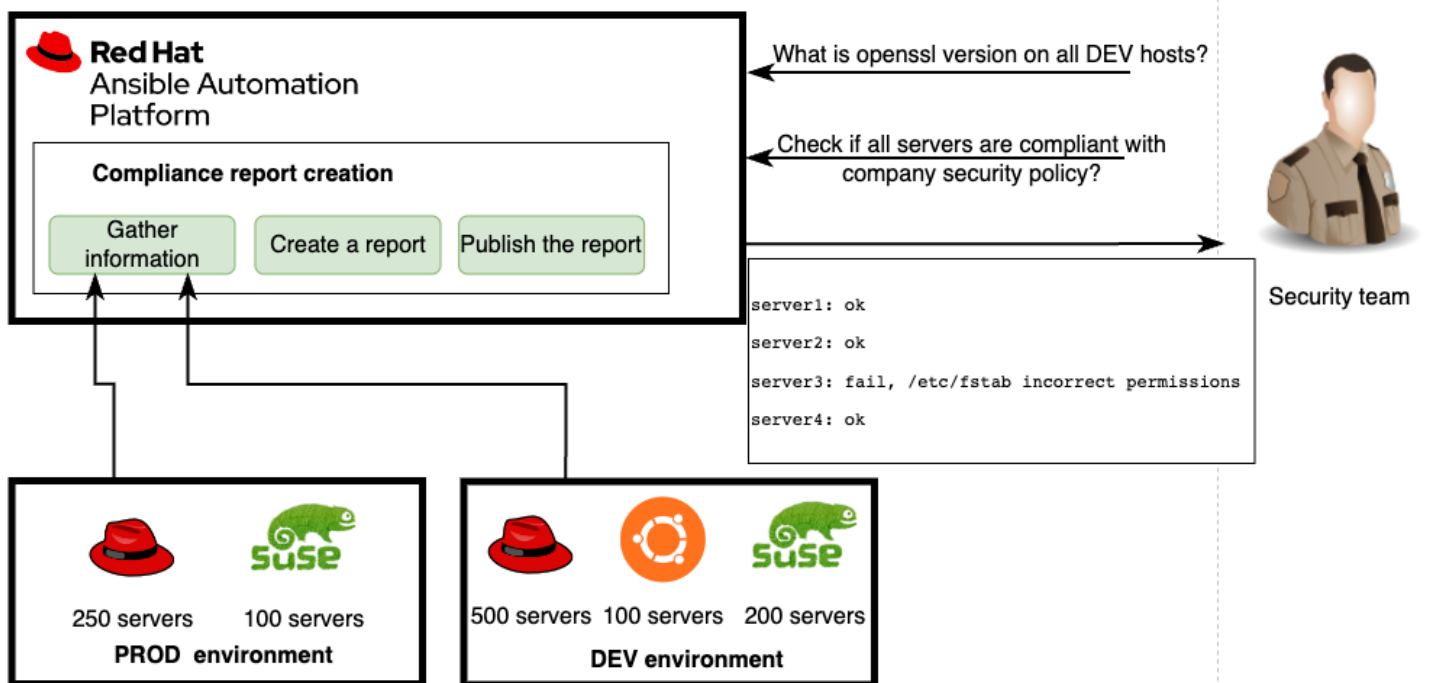 Red Hat
Ansible Automation
Platform
Compliance report creation
Gather
information
Create a report
Publish the report
What is openssl version on all DEV hosts?
Check if all servers are compliant with
company security policy?
Security team
server1: ok
server2: ok
server3: fail, /etc/fstab incorrect permissions
server4: ok
SUSE
250 servers
100 servers
PROD environment
SUSE
500 servers
100 servers
200 servers
DEV environment